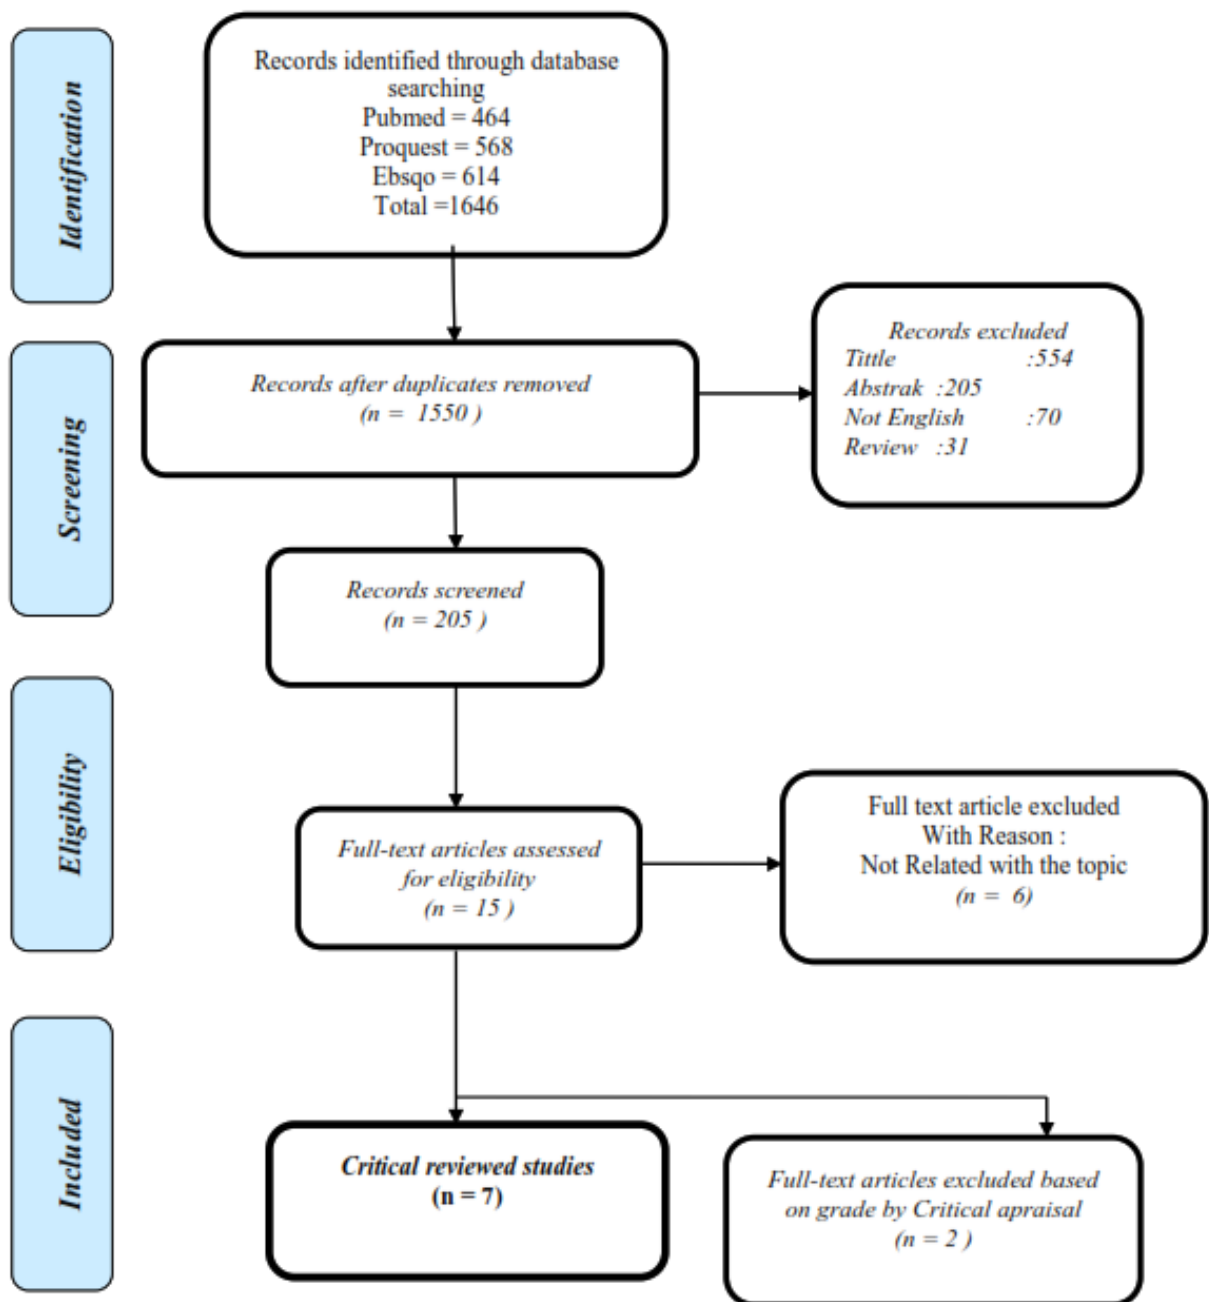 Identification
Records identified through database
searching
Pubmed = 464
Proquest = 568
Ebsqo = 614
Total =1646
Screening
Records after duplicates removed
(n = 1550 )
Records excluded
Tittle :554
Abstrak :205
Not English :70
Review :31
Records screened
(n = 205 )
Eligibility
Full-text articles assessed
for eligibility
(n = 15 )
Full text article excluded
With Reason :
Not Related with the topic
(n = 6)
Included
Critical reviewed studies
(n = 7)
Full-text articles excluded based
on grade by Critical apraisal
(n = 2 )